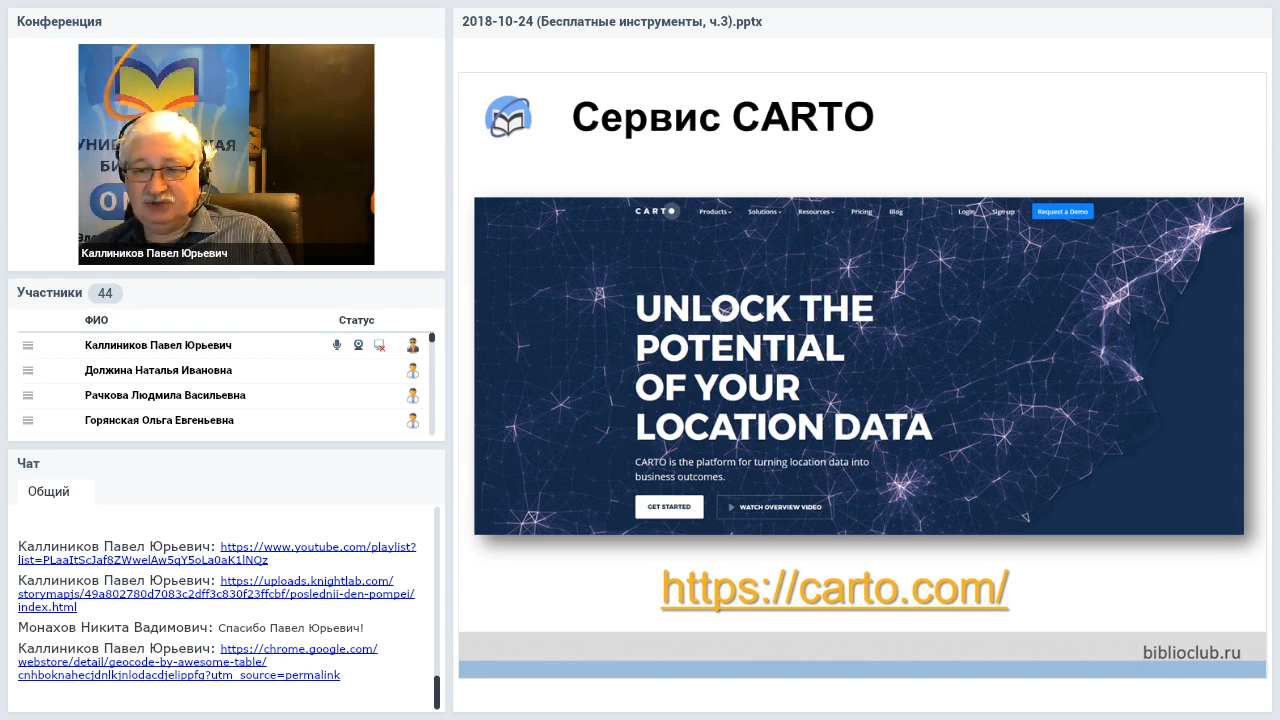 Конференция
УНИ
КАЯ
БИ
Эле
Каллиников Павел Юрьевич
Участники 44
ФИО Статус
Каллиников Павел Юрьевич
Должина Наталья Ивановна
Рачкова Людмила Васильевна
Горянская Ольга Евгеньевна
Чат
Общий
Каллиников Павел Юрьевич: https://www.youtube.com/playlist?
list=PLaaItScJaf8ZWwelAw5qY5oLa0aK1lNQz
Каллиников Павел Юрьевич: https://uploads.knightlab.com/
storymapjs/49a802780d7083c2dff3c830f23ffcbf/poslednii-den-pompei/
index.html
Монахов Никита Вадимович: Спасибо Павел Юрьевич!
Каллиников Павел Юрьевич: https://chrome.google.com/
webstore/detail/geocode-by-awesome-table/
cnhboknahecjdnlkjnlodacdjelippfg?utm_source=permalink
2018-10-24 (Бесплатные инструменты, ч.3).pptx
Сервис CARTO
CARTO Products Solutions Resources Pricing Blog Login Sign up Request a Demo
UNLOCK THE
POTENTIAL
OF YOUR
LOCATION DATA
CARTO is the platform for turning location data into
business outcomes.
GET STARTED WATCH OVERVIEW VIDEO
https://carto.com/
biblioclub.ru